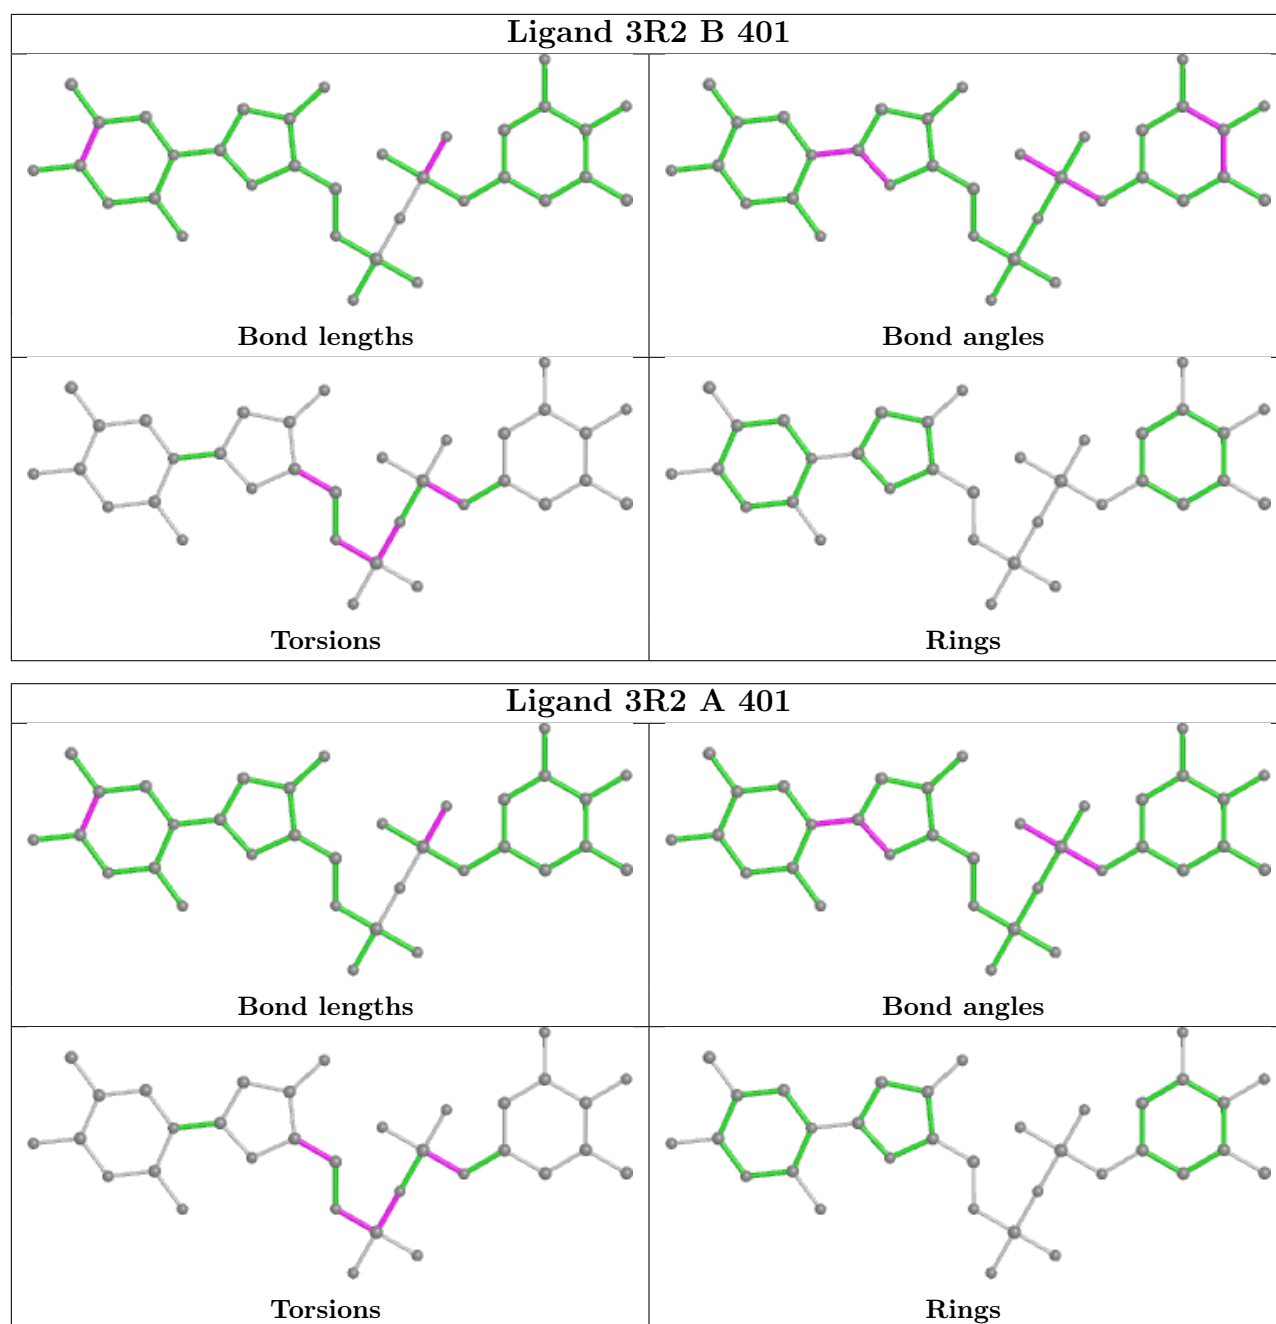 Ligand 3R2 B 401
Bond lengths
Bond angles
Torsions
Rings
Ligand 3R2 A 401
Bond lengths
Bond angles
Torsions
Rings